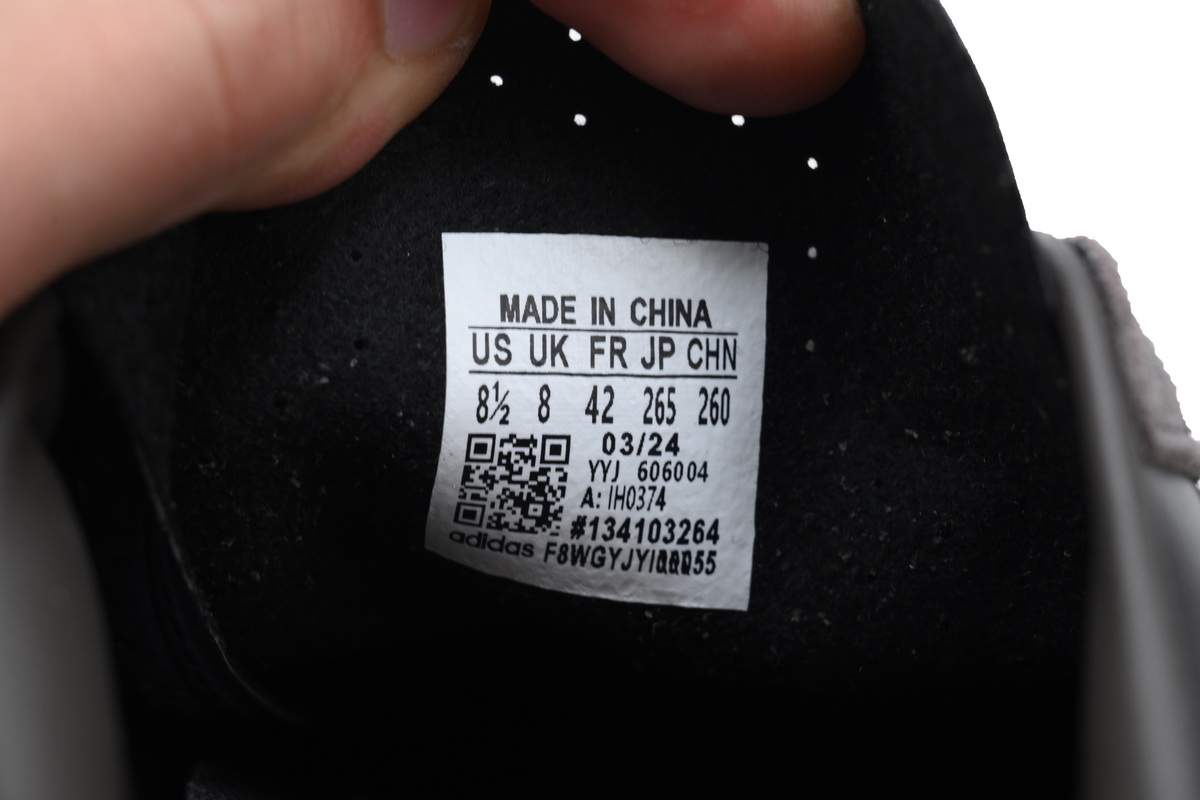 MADE IN CHINA
US UK FR JP CHN
8½ 8 42 265 260
03/24
YYJ 606004
A: IH0374
#134103264
adidas